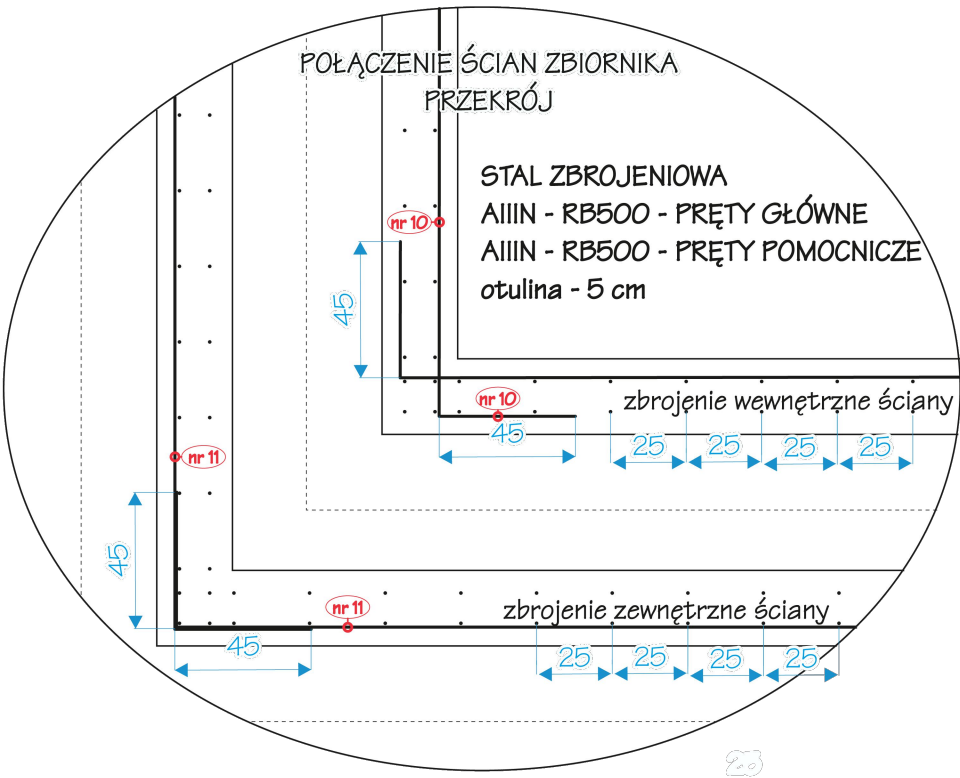 POŁĄCZENIE ŚCIAN ZBIORNIKA
PRZEKRÓJ
STAL ZBROJENIOWA
AIIIN - RB500 - PRĘTY GŁÓWNE
AIIIN - RB500 - PRĘTY POMOCNICZE
otulina - 5 cm
nr 10
45
nr 10
zbrojenie wewnętrzne ściany
45
25
25
25
25
nr 11
45
nr 11
zbrojenie zewnętrzne ściany
45
25
25
25
25